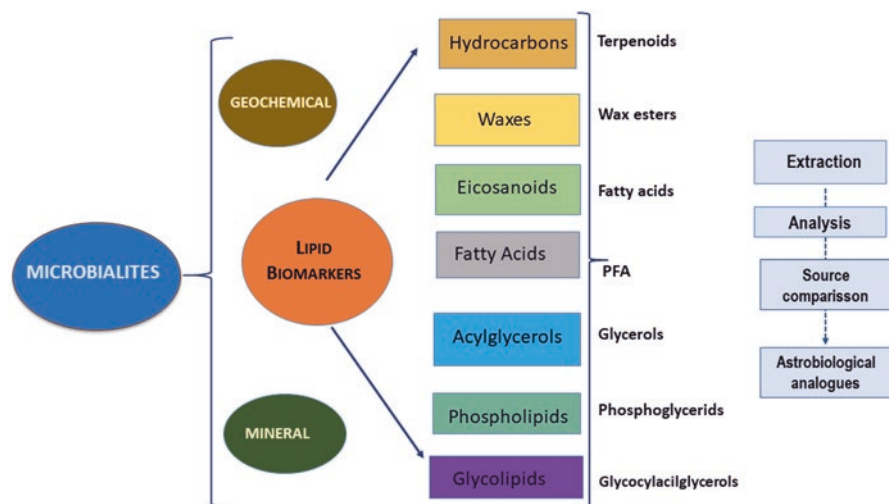 MICROBIALITES
GEOCHEMICAL
LIPID
BIOMARKERS
MINERAL
Hydrocarbons
Waxes
Eicosanoids
Fatty Acids
Acylglycerols
Phospholipids
Glycolipids
Terpenoids
Wax esters
Fatty acids
PFA
Glycerols
Phosphoglycerids
Glycocylacilglycerols
Extraction
Analysis
Source
comparisson
Astrobiological
analogues